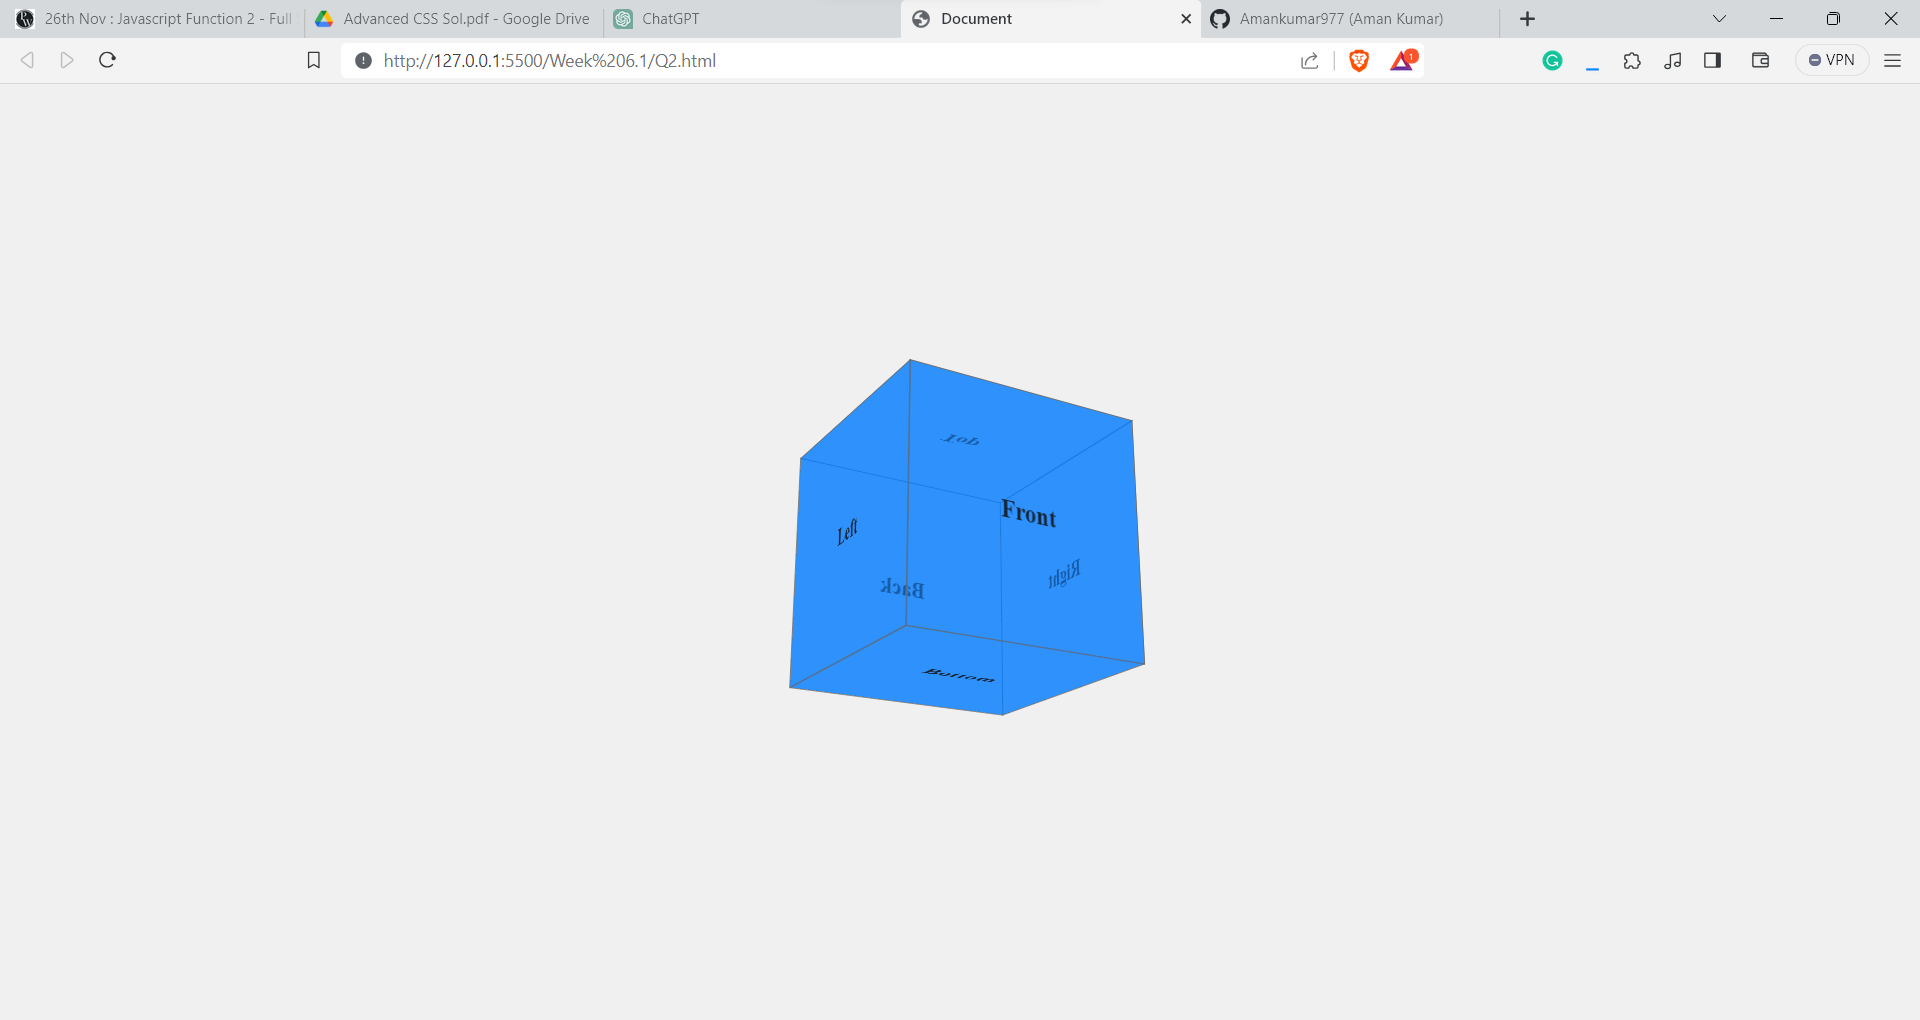 26th Nov : Javascript Function 2 - Full
Advanced CSS Sol.pdf - Google Drive
ChatGPT
Document
Amankumar977 (Aman Kumar)
http://127.0.0.1:5500/Week%206.1/Q2.html
1
VPN
Top
Front
Left
Right
Back
Bottom